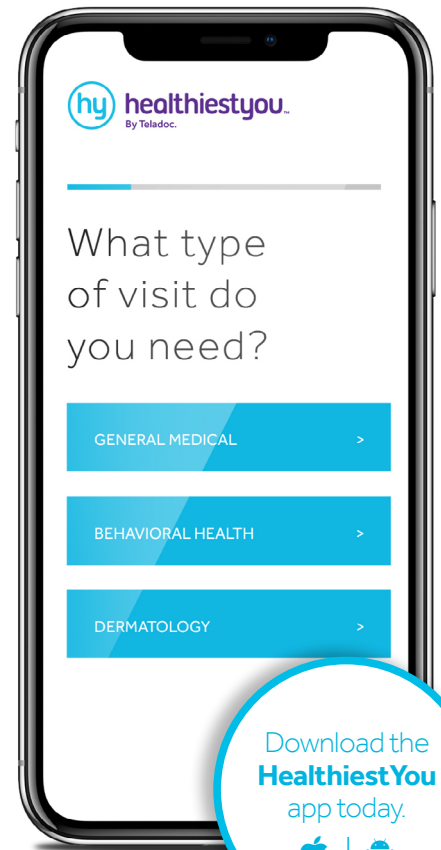 hy healthiestyou™
By Teladoc.
What type
of visit do
you need?
GENERAL MEDICAL >
BEHAVIORAL HEALTH >
DERMATOLOGY >
Download the
HealthiestYou
app today.